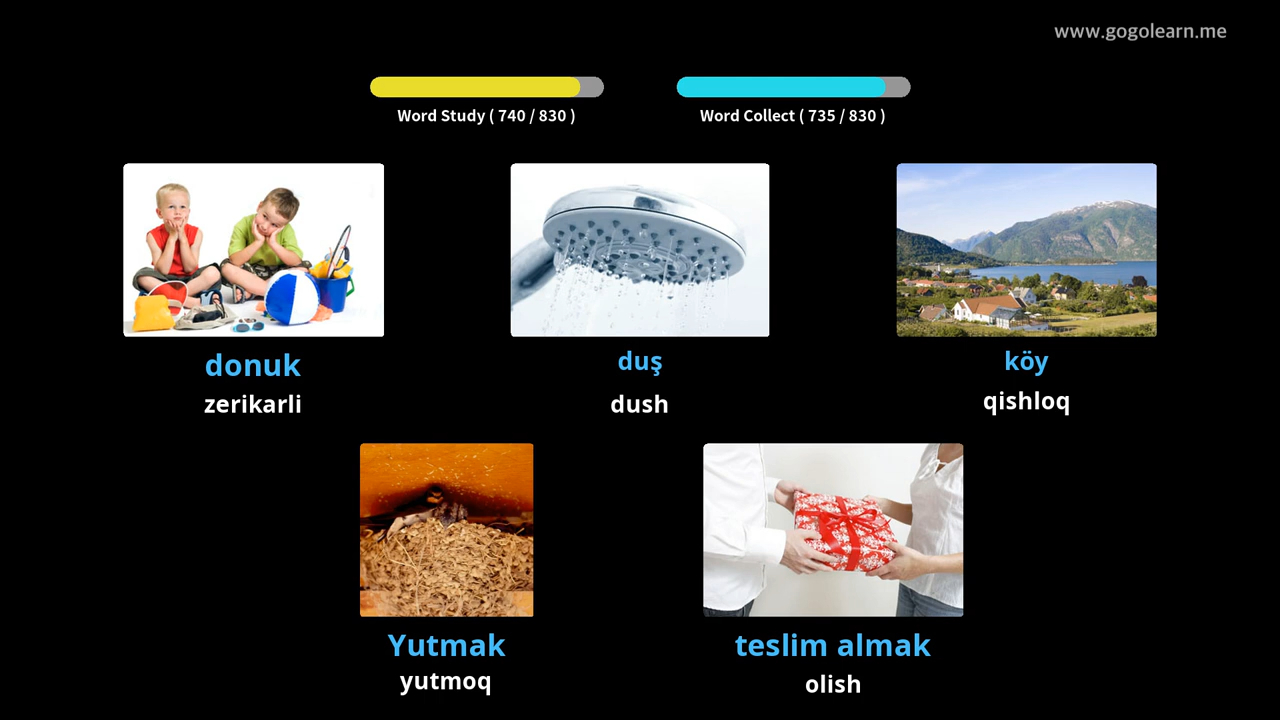 www.gogolearn.me
Word Study ( 740 / 830 )
Word Collect ( 735 / 830 )
donuk
zerikarli
duş
dush
köy
qishloq
Yutmak
yutmoq
teslim almak
olish